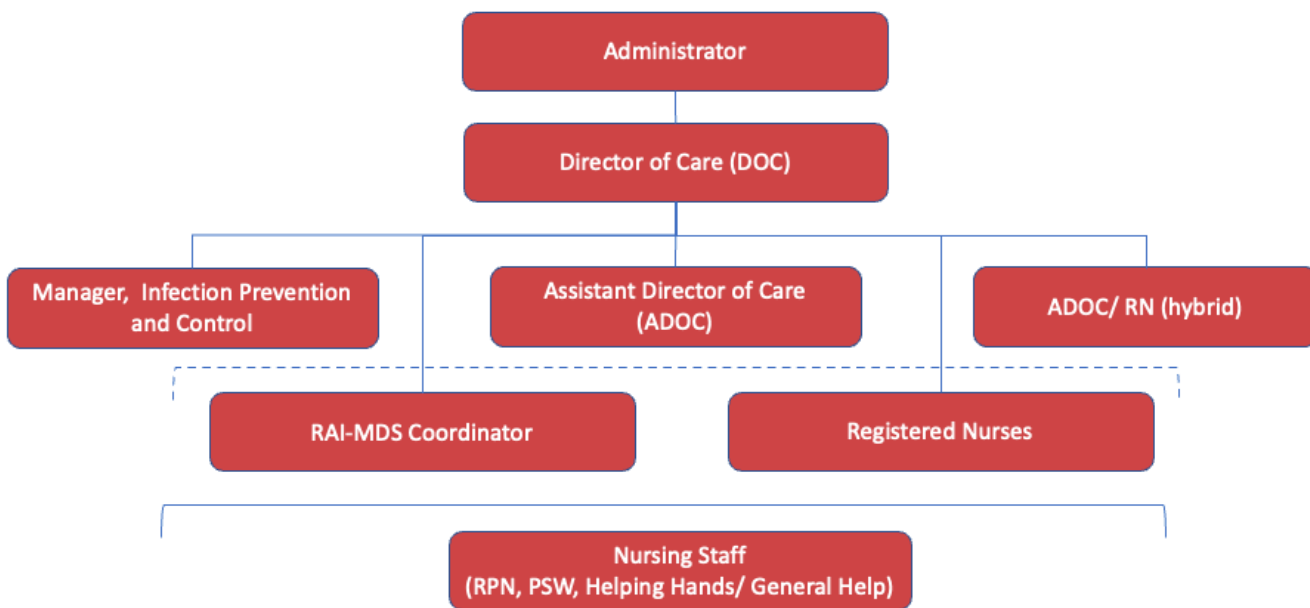 Administrator
Director of Care (DOC)
Manager, Infection Prevention
and Control
Assistant Director of Care
(ADOC)
ADOC/ RN (hybrid)
RAI-MDS Coordinator
Registered Nurses
Nursing Staff
(RPN, PSW, Helping Hands/ General Help)